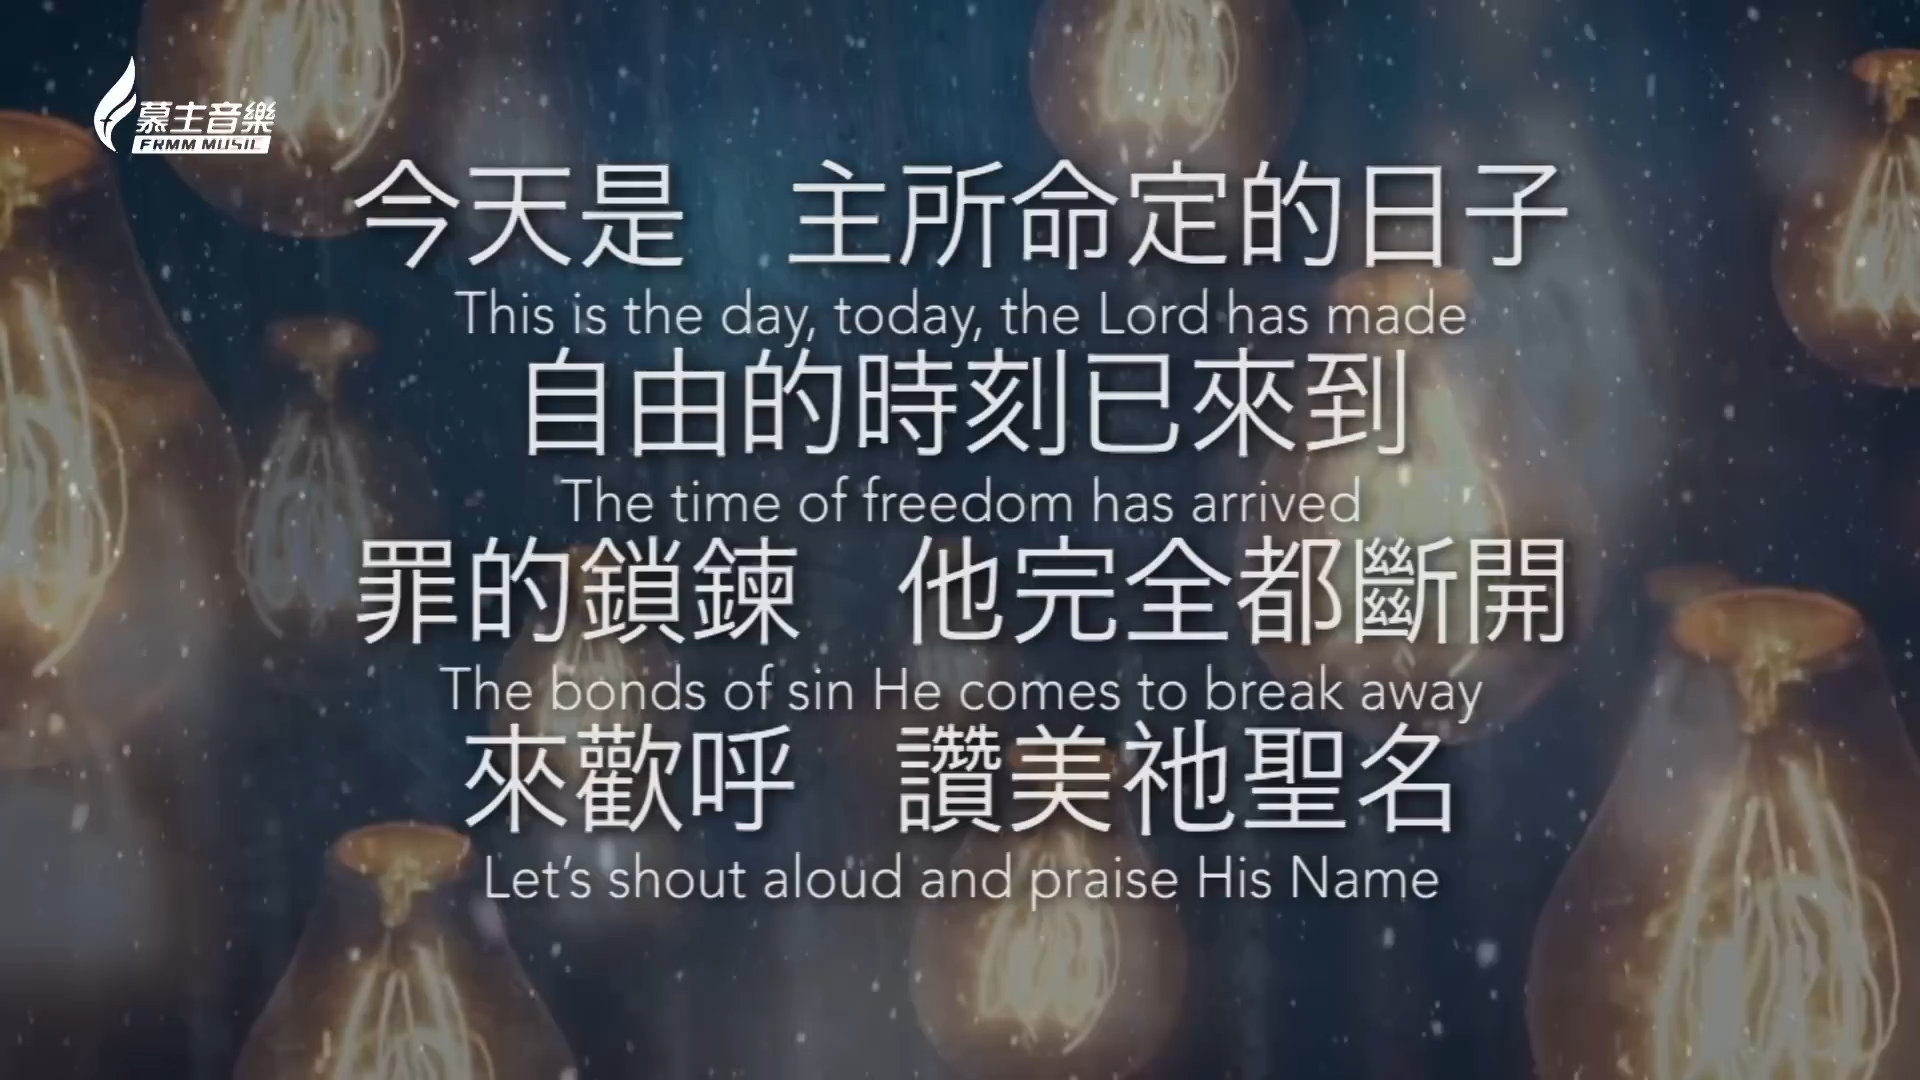 慕主音樂
FRMM MUSIC
今天是 主所命定的日子
This is the day, today, the Lord has made
自由的時刻已來到
The time of freedom has arrived
罪的鎖鍊 他完全都斷開
The bonds of sin He comes to break away
來歡呼 讚美祂聖名
Let's shout aloud and praise His Name